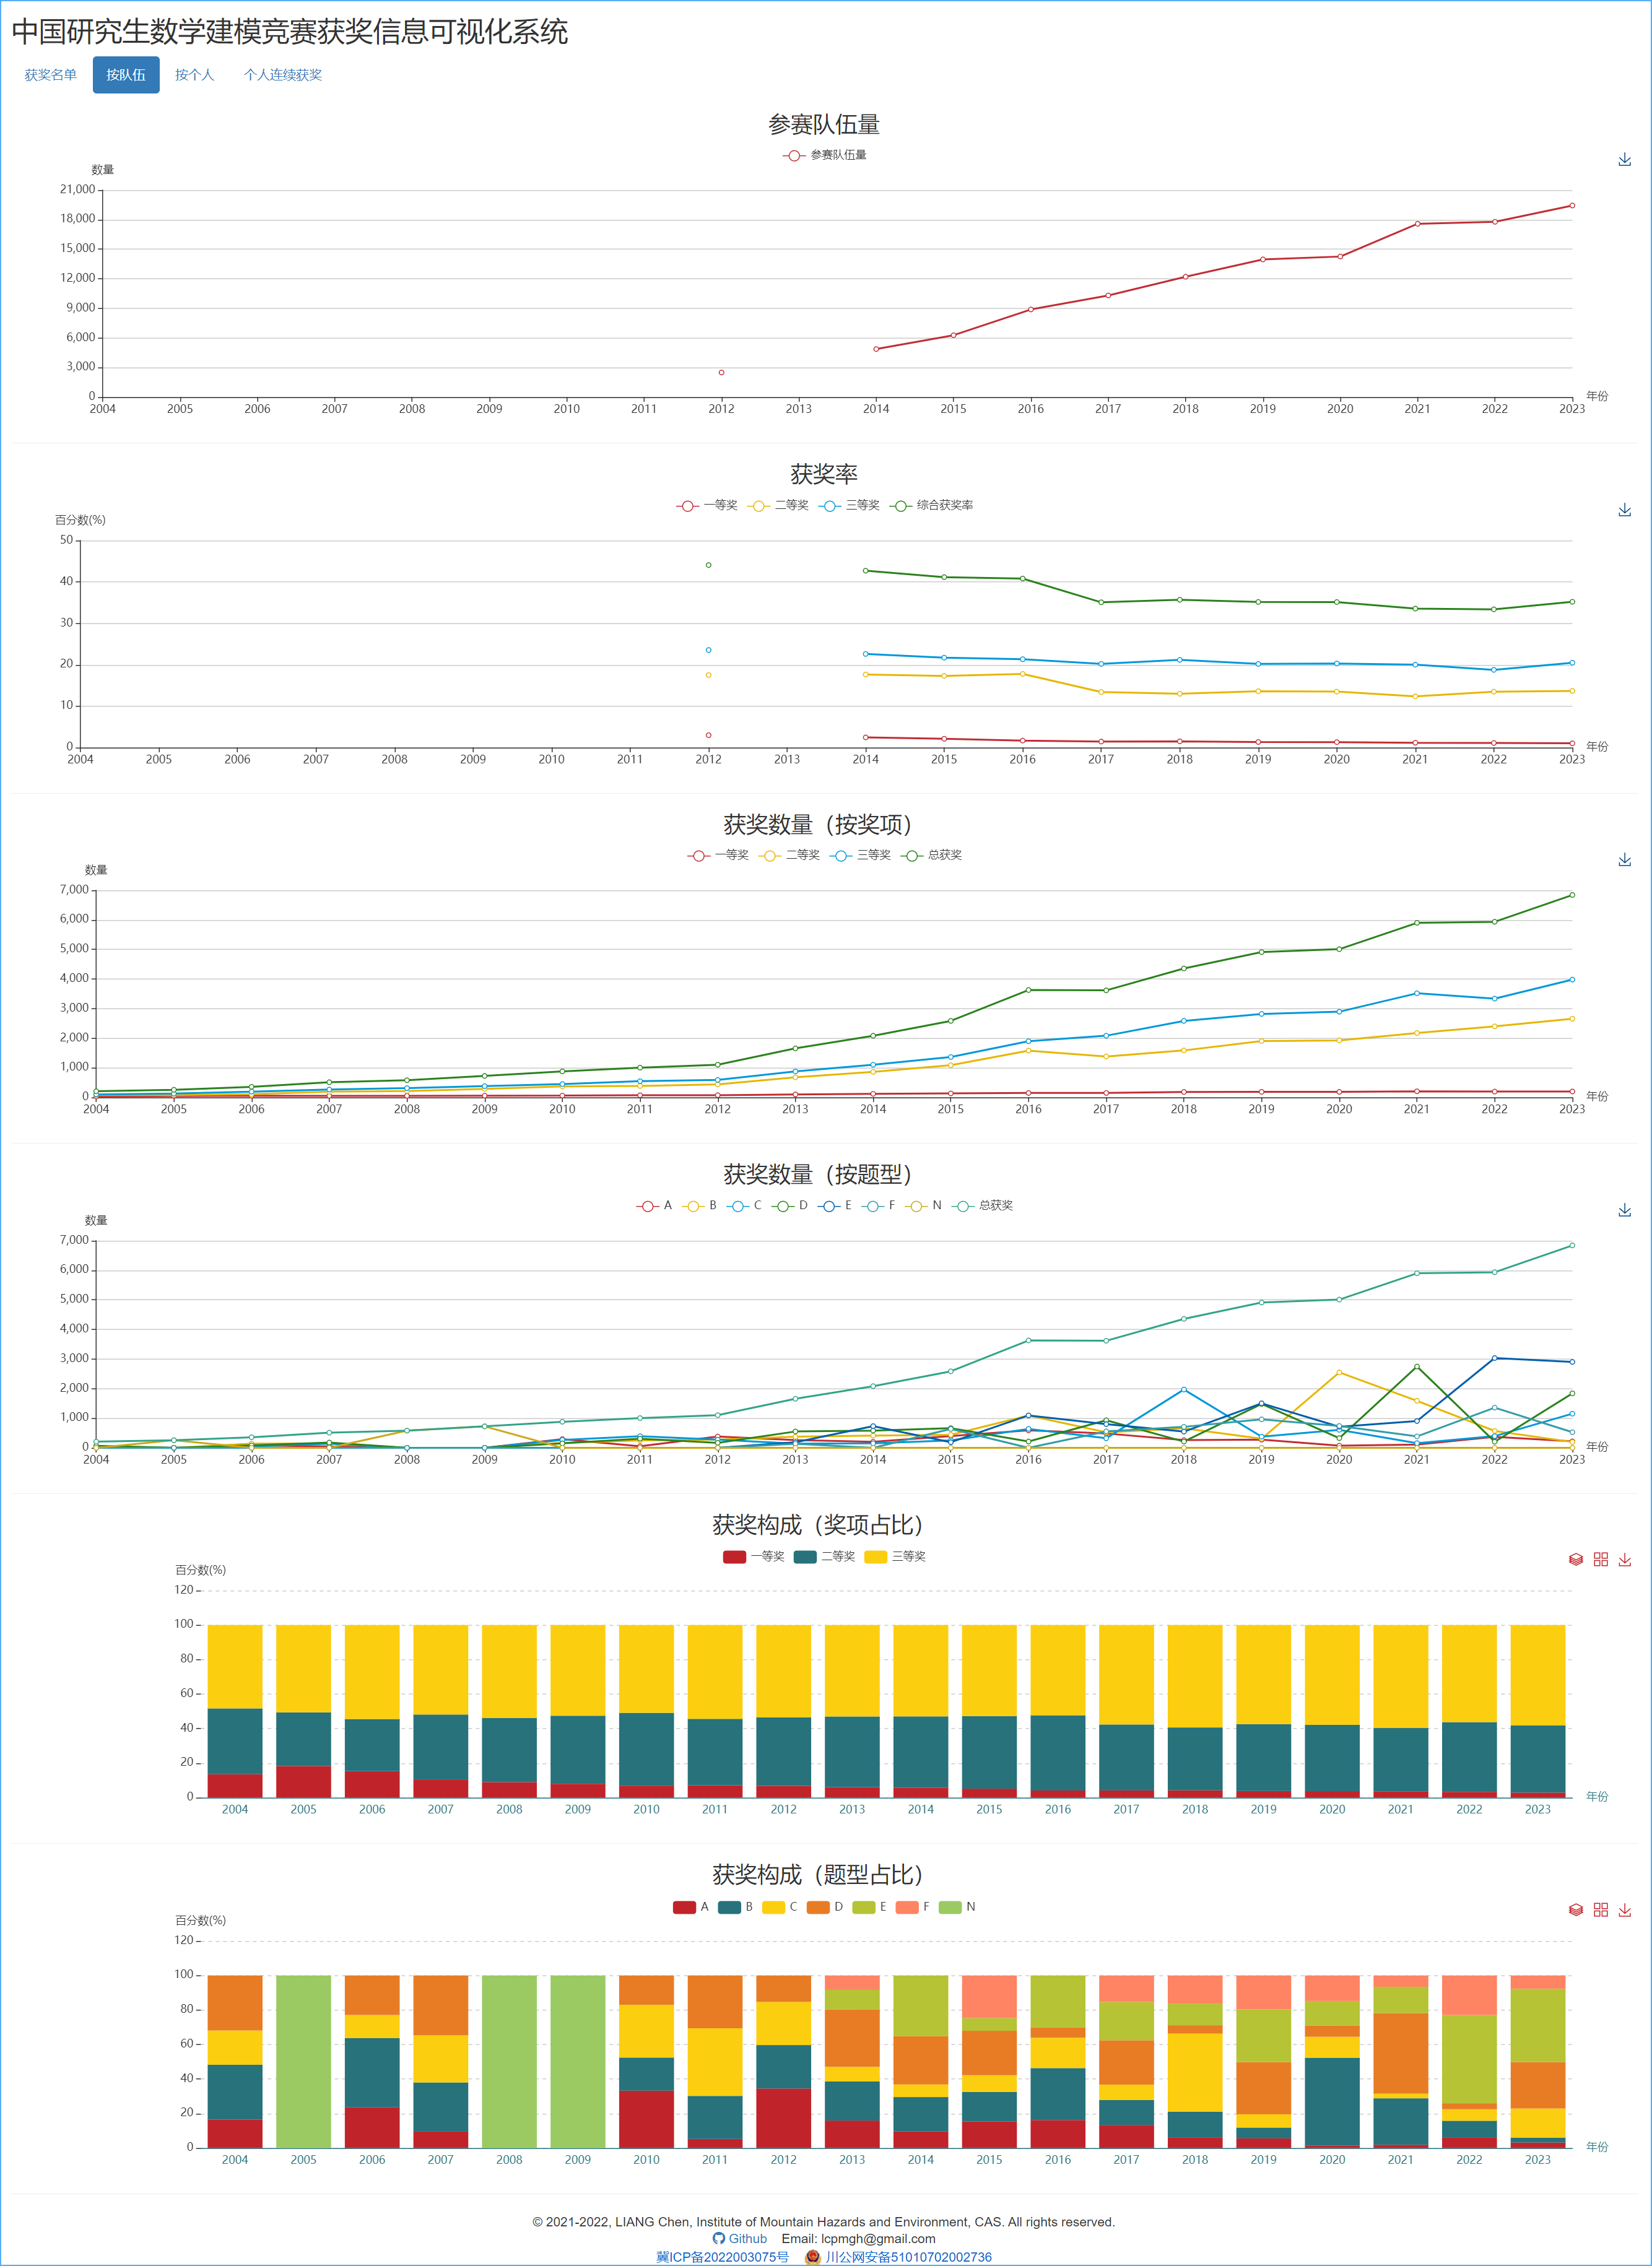 中国研究生数学建模竞赛获奖信息可视化系统
获奖名单 按队伍 按个人 个人连续获奖
参赛队伍量
参赛队伍量
数量
21,000
18,000
15,000
12,000
9,000
6,000
3,000
0
2004 2005 2006 2007 2008 2009 2010 2011 2012 2013 2014 2015 2016 2017 2018 2019 2020 2021 2022 2023 年份
获奖率
一等奖 二等奖 三等奖 综合获奖率
百分数(%)
50
40
30
20
10
0
2004 2005 2006 2007 2008 2009 2010 2011 2012 2013 2014 2015 2016 2017 2018 2019 2020 2021 2022 2023 年份
获奖数量（按奖项）
一等奖 二等奖 三等奖 总获奖
数量
7,000
6,000
5,000
4,000
3,000
2,000
1,000
0
2004 2005 2006 2007 2008 2009 2010 2011 2012 2013 2014 2015 2016 2017 2018 2019 2020 2021 2022 2023 年份
获奖数量（按题型）
A B C D E F N 总获奖
数量
7,000
6,000
5,000
4,000
3,000
2,000
1,000
0
2004 2005 2006 2007 2008 2009 2010 2011 2012 2013 2014 2015 2016 2017 2018 2019 2020 2021 2022 2023 年份
获奖构成（奖项占比）
一等奖 二等奖 三等奖
百分数(%)
120
100
80
60
40
20
0
2004 2005 2006 2007 2008 2009 2010 2011 2012 2013 2014 2015 2016 2017 2018 2019 2020 2021 2022 2023 年份
获奖构成（题型占比）
A B C D E F N
百分数(%)
120
100
80
60
40
20
0
2004 2005 2006 2007 2008 2009 2010 2011 2012 2013 2014 2015 2016 2017 2018 2019 2020 2021 2022 2023 年份
© 2021-2022, LIANG Chen, Institute of Mountain Hazards and Environment, CAS. All rights reserved.
Github Email: lcpmgh@gmail.com
冀ICP备2022003075号 川公网安备51010702002736